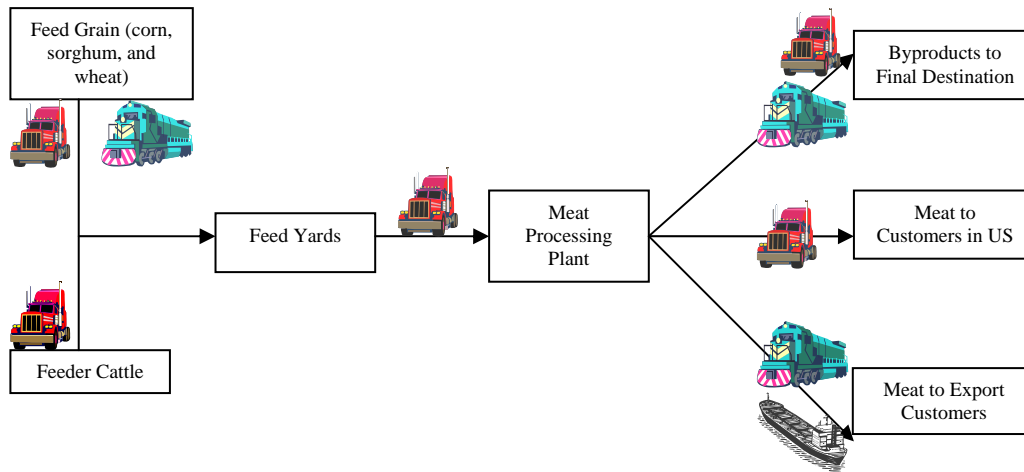 Feed Grain (corn,
sorghum, and
wheat)
Byproducts to
Final Destination
Feed Yards
Meat
Processing
Plant
Meat to
Customers in US
Feeder Cattle
Meat to Export
Customers